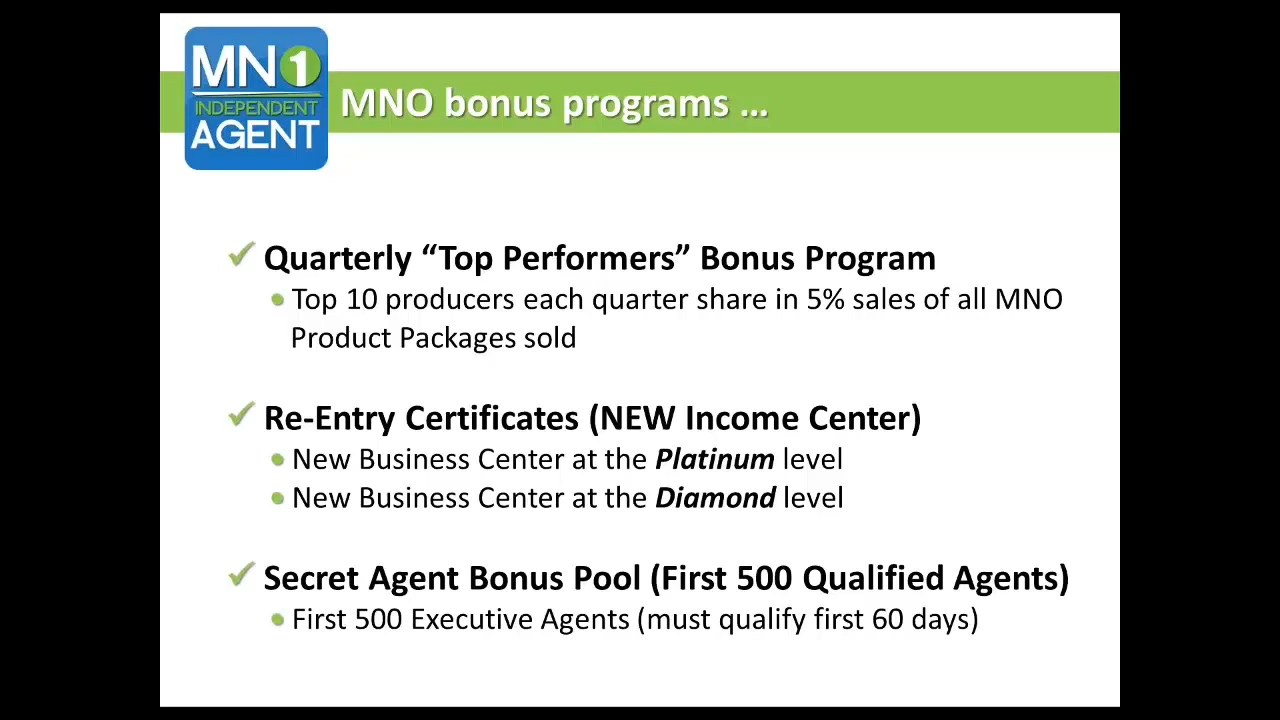 MN1
INDEPENDENT
AGENT
MNO bonus programs ...
Quarterly “Top Performers” Bonus Program
Top 10 producers each quarter share in 5% sales of all MNO
Product Packages sold
Re-Entry Certificates (NEW Income Center)
New Business Center at the Platinum level
New Business Center at the Diamond level
Secret Agent Bonus Pool (First 500 Qualified Agents)
First 500 Executive Agents (must qualify first 60 days)